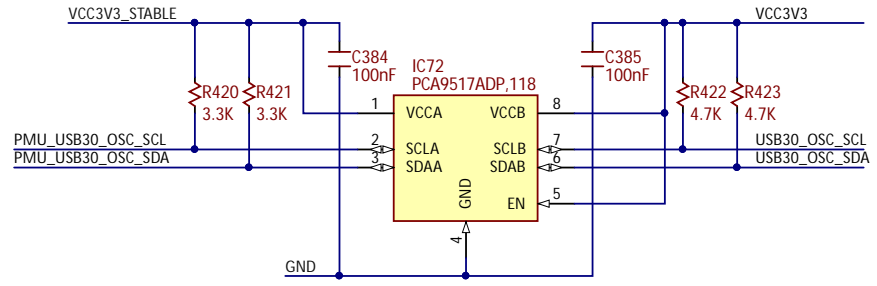 VCC3V3_STABLE
VCC3V3
C384
100nF
C385
100nF
IC72
PCA9517ADP,118
R420
3.3K
R421
3.3K
R422
4.7K
R423
4.7K
1
VCCA
VCCB
8
PMU_USB30_OSC_SCL
2
SCLA
SCLB
7
USB30_OSC_SCL
PMU_USB30_OSC_SDA
3
SDAA
SDAB
6
USB30_OSC_SDA
GND
EN
5
4
GND